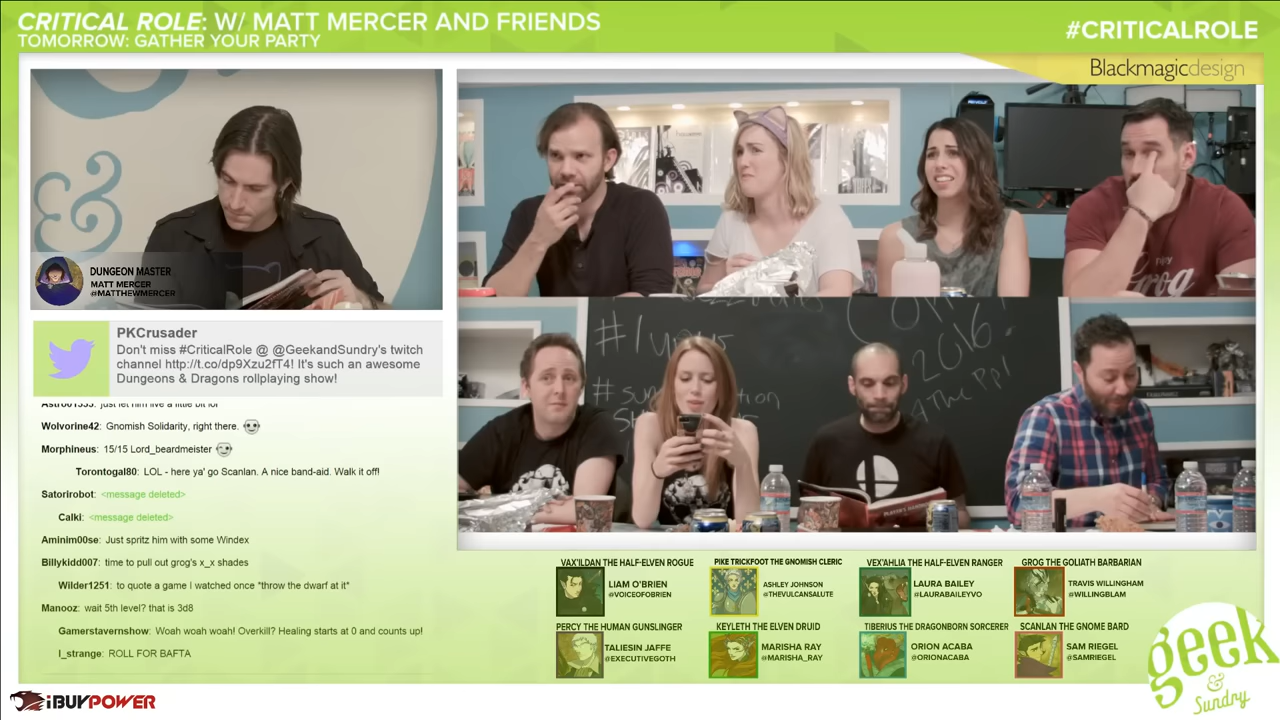 CRITICAL ROLE: W/ MATT MERCER AND FRIENDS
TOMORROW: GATHER YOUR PARTY
#CRITICALROLE
Blackmagicdesign
DUNGEON MASTER
MATT MERCER
@MATTHEWMERCER
PKCrusader
Don't miss #CriticalRole @ @GeekandSundry's twitch
channel http://t.co/dp9Xzu2fT4! It's such an awesome
Dungeons & Dragons rollplaying show!
just let him live a little bit lol
Wolvorine42: Gnomish Solidarity, right there.
Morphineus: 15/15 Lord_beardmeister
Torontogal80: LOL - here ya' go Scanlan. A nice band-aid. Walk it off!
Satorirobot: <message deleted>
Calki: <message deleted>
Aminim00se: Just spritz him with some Windex
Billykidd007: time to pull out grog's x_x shades
Wilder1251: to quote a game I watched once *throw the dwarf at it*
Manooz: wait 5th level? that is 3d8
Gamerstavernshow: Woah woah woah! Overkill? Healing starts at 0 and counts up!
I_strange: ROLL FOR BAFTA
&
Grog
2016
VAX'ILDAN THE HALF-ELVEN ROGUE
LIAM O'BRIEN
@VOICEOFOBRIEN
PIKE TRICKFOOT THE GNOMISH CLERIC
ASHLEY JOHNSON
@THEVULCANSALUTE
VEX'AHLIA THE HALF-ELVEN RANGER
LAURA BAILEY
@LAURABAILEYVO
GROG THE GOLIATH BARBARIAN
TRAVIS WILLINGHAM
@WILLINGBLAM
PERCY THE HUMAN GUNSLINGER
TALIESIN JAFFE
@EXECUTIVEGOTH
KEYLETH THE ELVEN DRUID
MARISHA RAY
@MARISHA_RAY
TIBERIUS THE DRAGONBORN SORCERER
ORION ACABA
@ORIONACABA
SCANLAN THE GNOME BARD
SAM RIEGEL
@SAMRIEGEL
geek
&
Sundry
iBUYPOWER